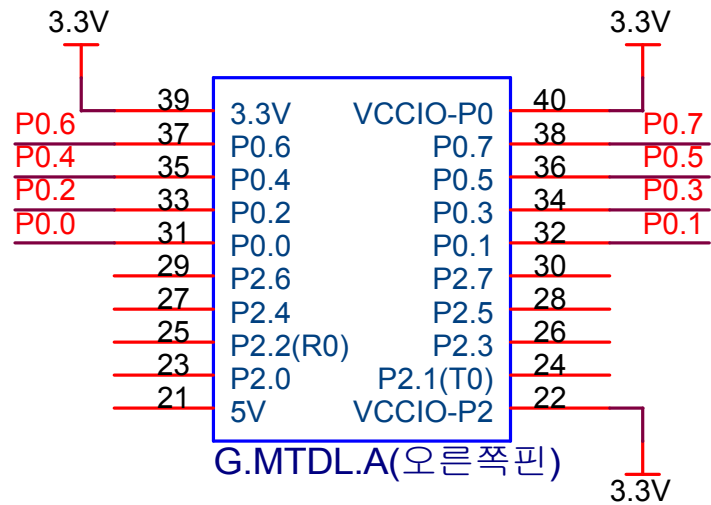 3.3V 3.3V
39 3.3V VCCIO-P0 40
P0.6 37 P0.6 P0.7 38 P0.7
P0.4 35 P0.4 P0.5 36 P0.5
P0.2 33 P0.2 P0.3 34 P0.3
P0.0 31 P0.0 P0.1 32 P0.1
29 P2.6 P2.7 30
27 P2.4 P2.5 28
25 P2.2(R0) P2.3 26
23 P2.0 P2.1(T0) 24
21 5V VCCIO-P2 22
G.MTDL.A(오른쪽핀)
3.3V